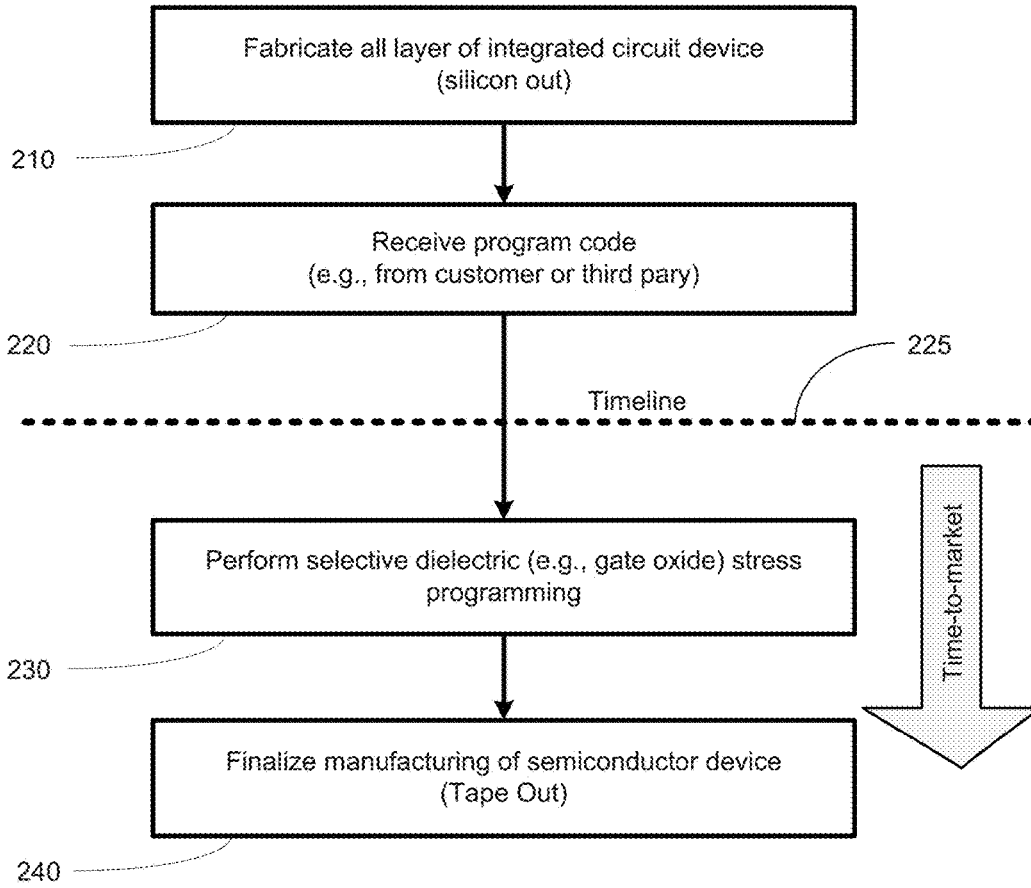 Fabricate all layer of integrated circuit device
(silicon out)
210
Receive program code
(e.g., from customer or third pary)
220
225
Timeline
Perform selective dielectric (e.g., gate oxide) stress
programming
Time-to-market
230
Finalize manufacturing of semiconductor device
(Tape Out)
240